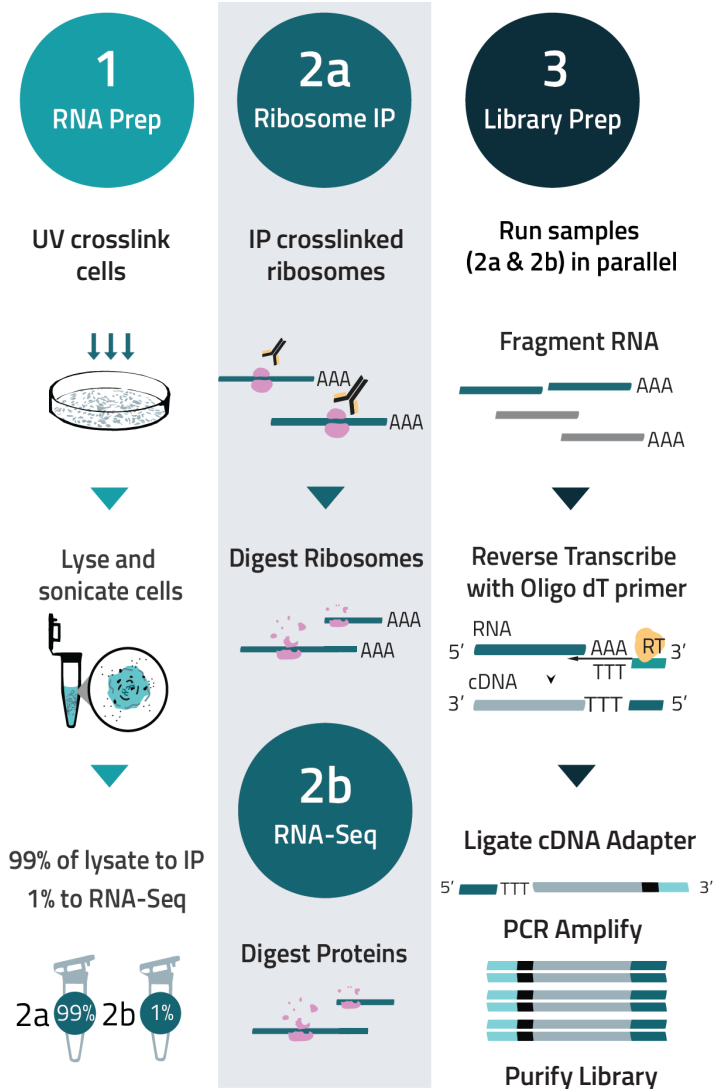 1
RNA Prep
UV crosslink
cells
Lyse and
sonicate cells
99% of lysate to IP
1% to RNA-Seq
2a 99% 2b 1%
2a
Ribosome IP
IP crosslinked
ribosomes
AAA
AAA
Digest Ribosomes
AAA
AAA
2b
RNA-Seq
Digest Proteins
3
Library Prep
Run samples
(2a & 2b) in parallel
Fragment RNA
AAA
AAA
Reverse Transcribe
with Oligo dT primer
RNA
5′ AAA RT 3′
TTT
cDNA
3′ TTT 5′
Ligate cDNA Adapter
5′ TTT 3′
PCR Amplify
Purify Library